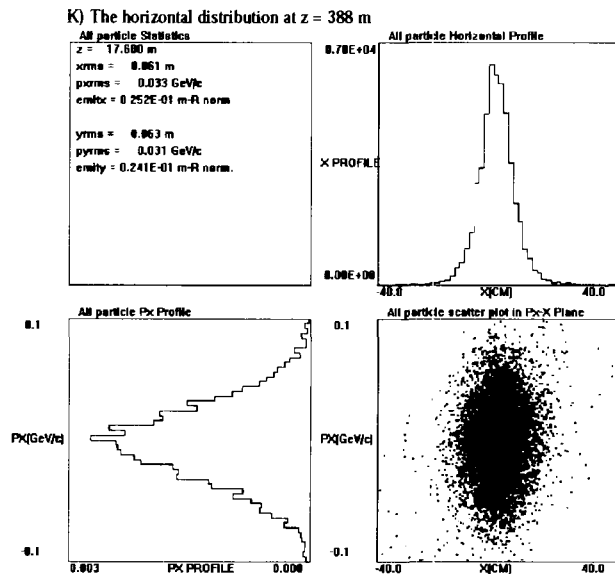 K) The horizontal distribution at z = 388 m
All particle Statistics
z = 17.600 m
xrms = 0.061 m
pxrms = 0.033 GeV/c
emitx = 0.252E-01 m-R norm
yrms = 0.063 m
pyrms = 0.031 GeV/c
emity = 0.241E-01 m-R norm.
All particle Horizontal Profile
0.78E+04
X PROFILE
0.00E+00
-40.0 X[CM] 40.0
All particle Px Profile
0.1
PX[GeV/c]
-0.1
0.003 PX PROFILE 0.000
All particle scatter plot in Px-X Plane
0.1
PX[GeV/c]
-0.1
-40.0 X[CM] 40.0